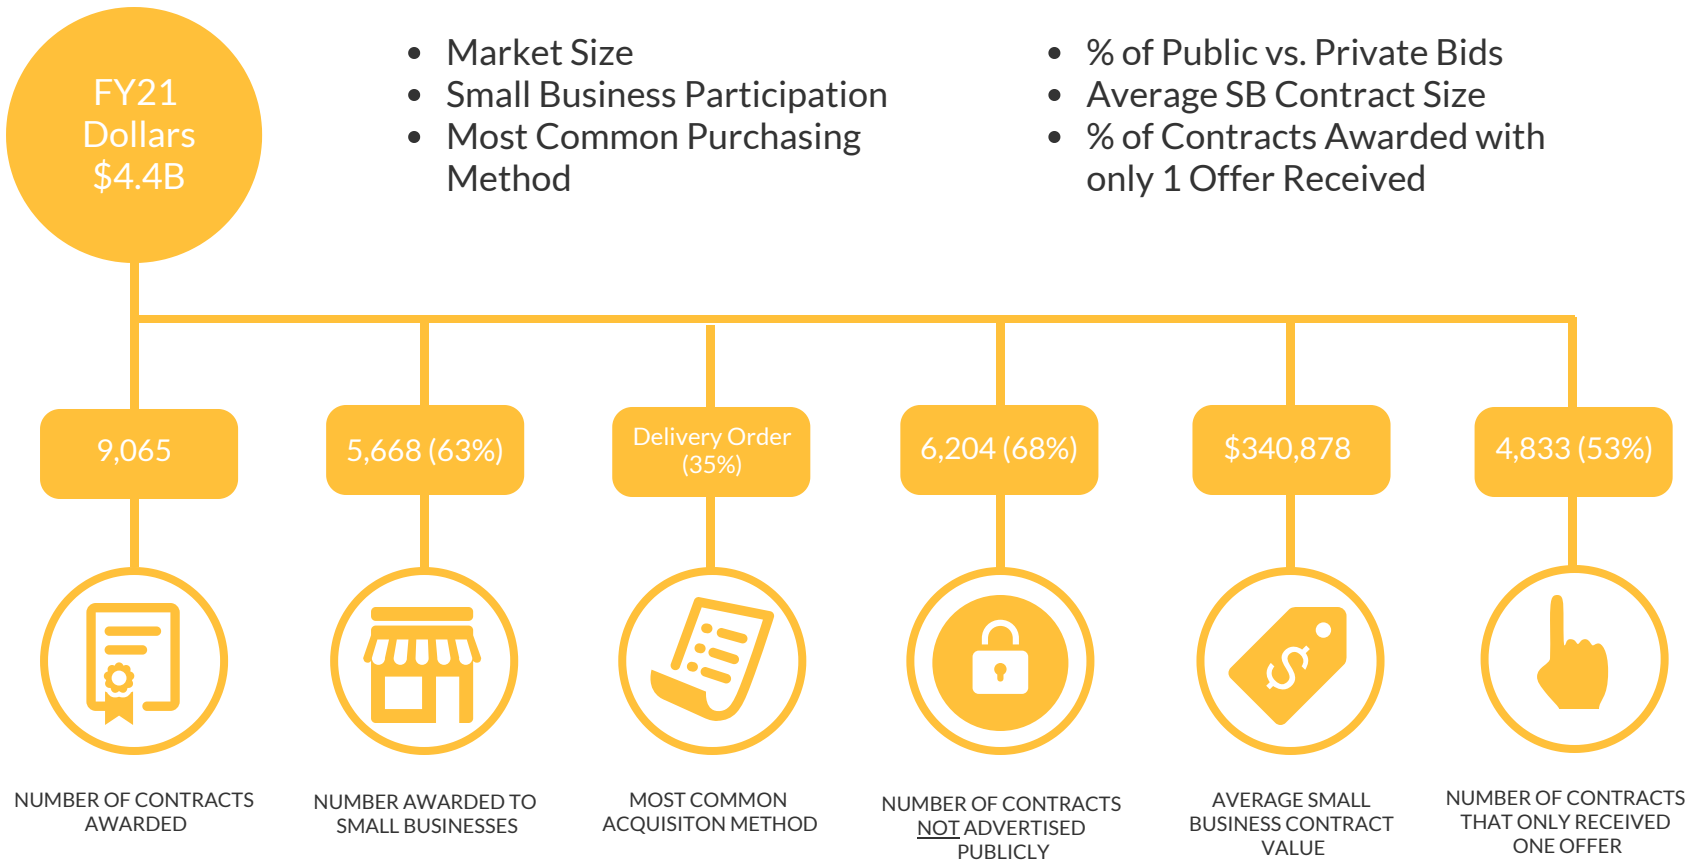 FY21
Dollars
$4.4B
• Market Size
• Small Business Participation
• Most Common Purchasing
Method
• % of Public vs. Private Bids
• Average SB Contract Size
• % of Contracts Awarded with
only 1 Offer Received
9,065
5,668 (63%)
Delivery Order
(35%)
6,204 (68%)
$340,878
4,833 (53%)
$
NUMBER OF CONTRACTS
AWARDED
NUMBER AWARDED TO
SMALL BUSINESSES
MOST COMMON
ACQUISITON METHOD
NUMBER OF CONTRACTS
NOT ADVERTISED
PUBLICLY
AVERAGE SMALL
BUSINESS CONTRACT
VALUE
NUMBER OF CONTRACTS
THAT ONLY RECEIVED
ONE OFFER